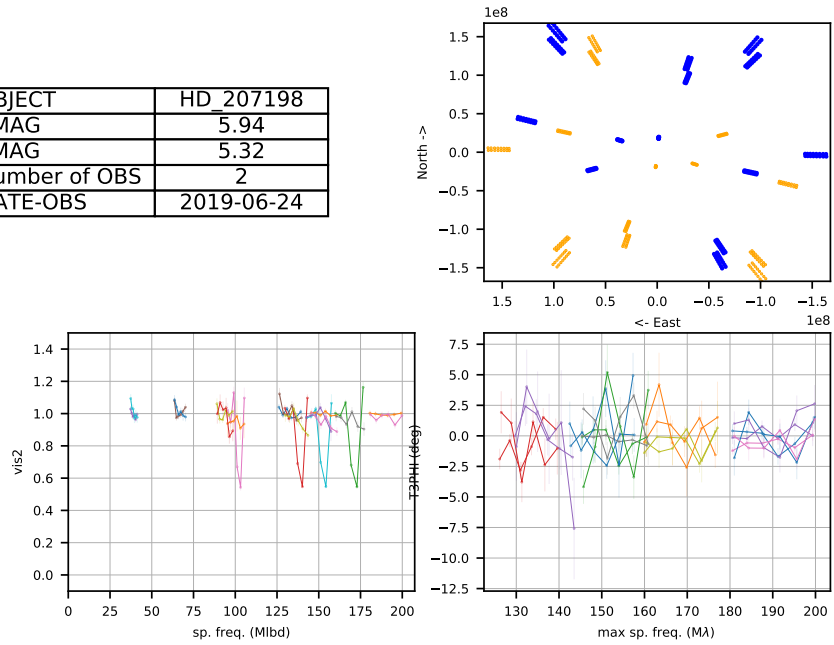 BJECT HD_207198
MAG 5.94
MAG 5.32
umber of OBS 2
ATE-OBS 2019-06-24
1e8
1.5
1.0
0.5
0.0
−0.5
−1.0
−1.5
North ->
1.5 1.0 0.5 0.0 −0.5 −1.0 −1.5
1e8
<- East
1.4
1.2
1.0
0.8
0.6
0.4
0.2
0.0
vis2
0 25 50 75 100 125 150 175 200
sp. freq. (Mlbd)
7.5
5.0
2.5
0.0
−2.5
−5.0
−7.5
−10.0
−12.5
T3PHI (deg)
130 140 150 160 170 180 190 200
max sp. freq. (Mλ)